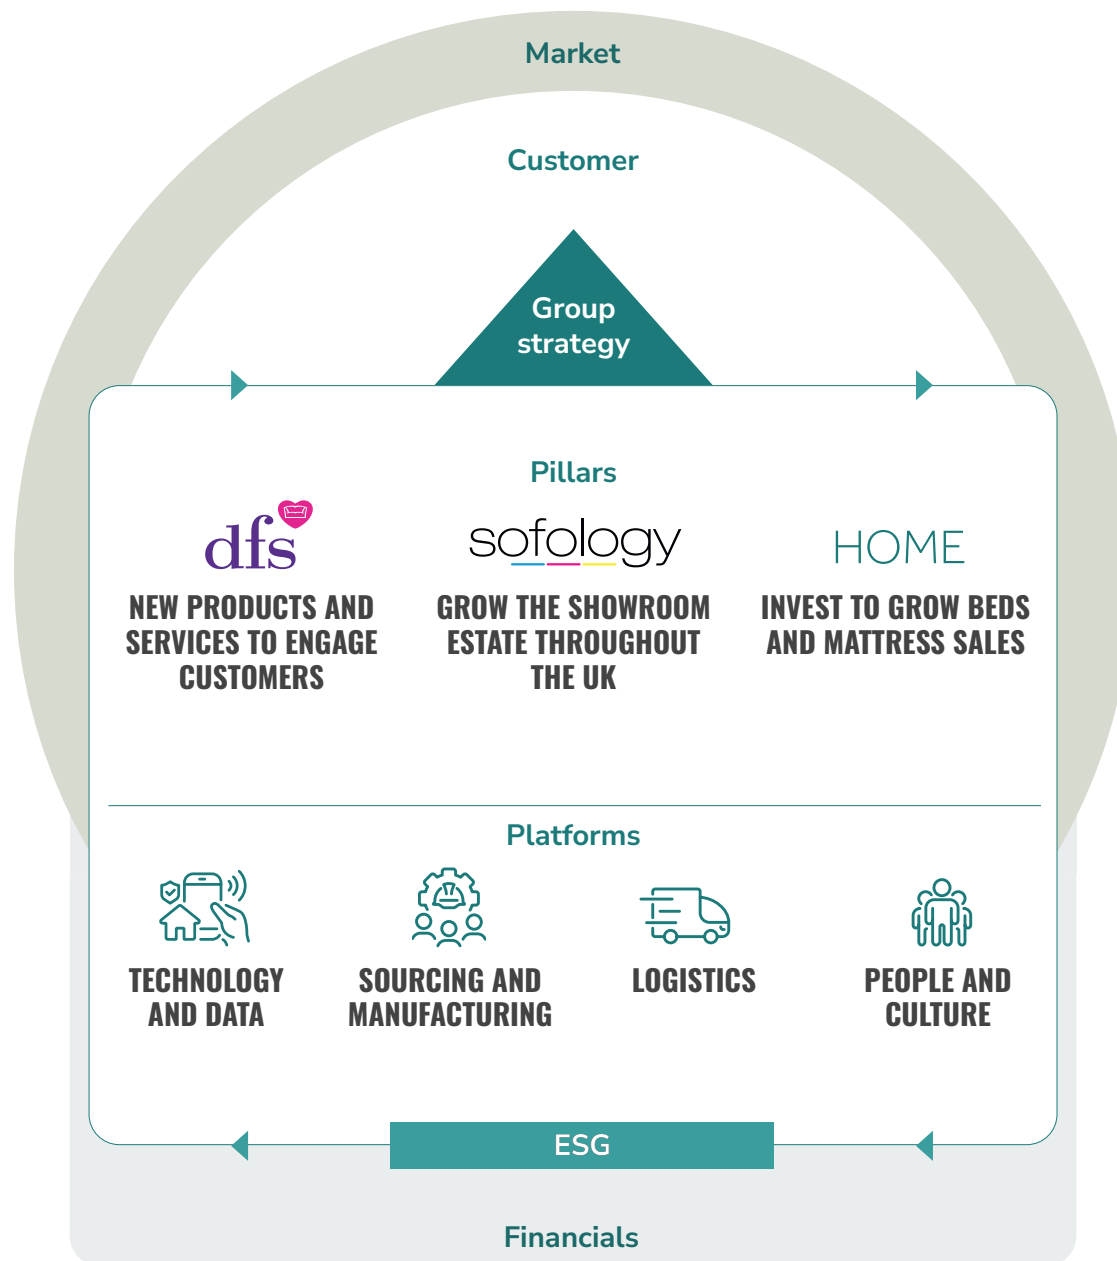 Market
Customer
Group
strategy
Pillars
dfs
sofology
HOME
NEW PRODUCTS AND
SERVICES TO ENGAGE
CUSTOMERS
GROW THE SHOWROOM
ESTATE THROUGHOUT
THE UK
INVEST TO GROW BEDS
AND MATTRESS SALES
Platforms
TECHNOLOGY
AND DATA
SOURCING AND
MANUFACTURING
LOGISTICS
PEOPLE AND
CULTURE
ESG
Financials